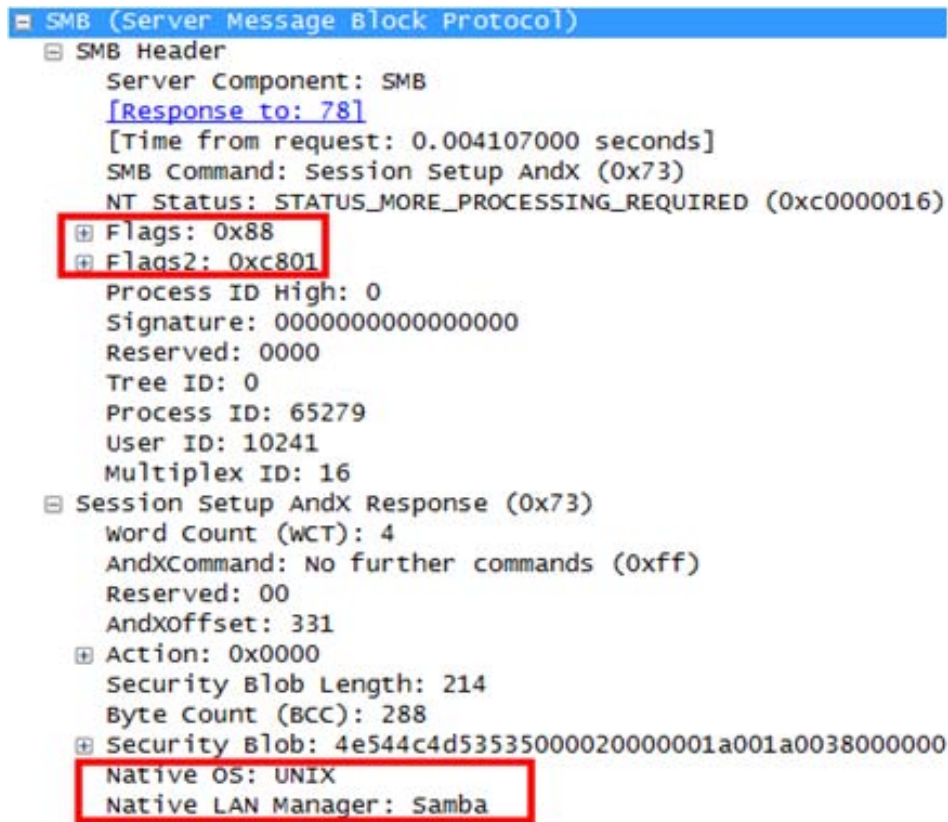 SMB (Server Message Block Protocol)
SMB Header
Server Component: SMB
[Response to: 78]
[Time from request: 0.004107000 seconds]
SMB Command: Session Setup AndX (0x73)
NT Status: STATUS_MORE_PROCESSING_REQUIRED (0xc0000016)
Flags: 0x88
Flags2: 0xc801
Process ID High: 0
Signature: 0000000000000000
Reserved: 0000
Tree ID: 0
Process ID: 65279
User ID: 10241
Multiplex ID: 16
Session Setup AndX Response (0x73)
Word Count (WCT): 4
AndXCommand: No further commands (0xff)
Reserved: 00
AndXOffset: 331
Action: 0x0000
Security Blob Length: 214
Byte Count (BCC): 288
Security Blob: 4e544c4d53535000020000001a001a0038000000
Native OS: UNIX
Native LAN Manager: Samba